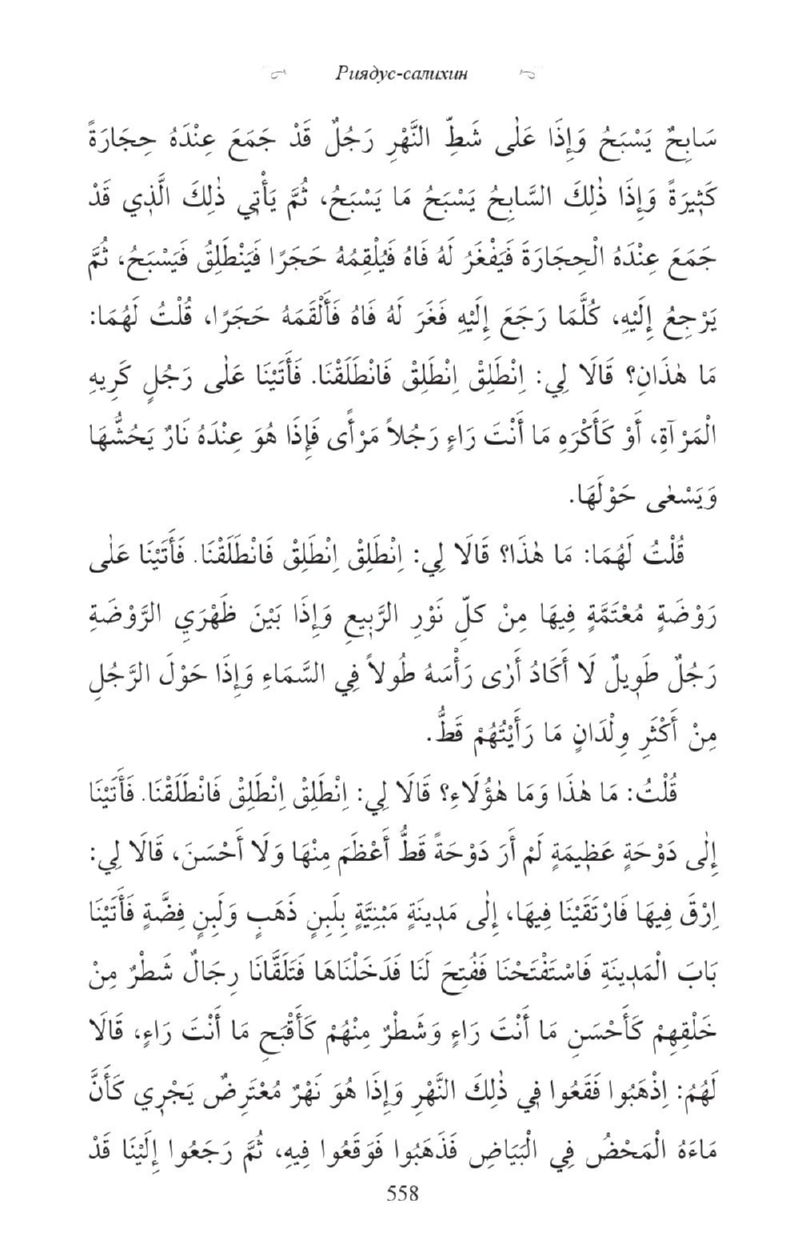 Риядус-салихин
سَابِحٌ يَسْبَحُ وَإِذَا عَلٰى شَطِّ النَّهْرِ رَجُلٌ قَدْ جَمَعَ عِنْدَهُ حِجَارَةً
كَثِيرَةً وَإِذَا ذٰلِكَ السَّابِحُ يَسْبَحُ مَا يَسْبَحُ، ثُمَّ يَأْتِي ذٰلِكَ الَّذِي قَدْ
جَمَعَ عِنْدَهُ الْحِجَارَةَ فَيَفْغَرُ لَهُ فَاهُ فَيُلْقِمُهُ حَجَرًا فَيَنْطَلِقُ فَيَسْبَحُ، ثُمَّ
يَرْجِعُ إِلَيْهِ، كُلَّمَا رَجَعَ إِلَيْهِ فَغَرَ لَهُ فَاهُ فَأَلْقَمَهُ حَجَرًا، قُلْتُ لَهُمَا:
مَا هٰذَانِ؟ قَالَا لِي: اِنْطَلِقْ اِنْطَلِقْ فَانْطَلَقْنَا. فَأَتَيْنَا عَلٰى رَجُلٍ كَرِيهِ
الْمَرْآةِ، أَوْ كَأَكْرَهِ مَا أَنْتَ رَاءٍ رَجُلاً مَرْأًى فَإِذَا هُوَ عِنْدَهُ نَارٌ يَحُشُّهَا
وَيَسْعٰى حَوْلَهَا.
قُلْتُ لَهُمَا: مَا هٰذَا؟ قَالَا لِي: اِنْطَلِقْ اِنْطَلِقْ فَانْطَلَقْنَا. فَأَتَيْنَا عَلٰى
رَوْضَةٍ مُعْتَمَّةٍ فِيهَا مِنْ كلِّ نَوْرِ الرَّبِيعِ وَإِذَا بَيْنَ ظَهْرَيِ الرَّوْضَةِ
رَجُلٌ طَوِيلٌ لَا أَكَادُ أَرٰى رَأْسَهُ طُولاً فِي السَّمَاءِ وَإِذَا حَوْلَ الرَّجُلِ
مِنْ أَكْثَرِ وِلْدَانٍ مَا رَأَيْتُهُمْ قَطُّ.
قُلْتُ: مَا هٰذَا وَمَا هٰؤُلَاءِ؟ قَالَا لِي: اِنْطَلِقْ اِنْطَلِقْ فَانْطَلَقْنَا. فَأَتَيْنَا
إِلٰى دَوْحَةٍ عَظِيمَةٍ لَمْ أَرَ دَوْحَةً قَطُّ أَعْظَمَ مِنْهَا وَلَا أَحْسَنَ، قَالَا لِي:
اِرْقَ فِيهَا فَارْتَقَيْنَا فِيهَا، إِلٰى مَدِينَةٍ مَبْنِيَّةٍ بِلَبِنٍ ذَهَبٍ وَلَبِنٍ فِضَّةٍ فَأَتَيْنَا
بَابَ الْمَدِينَةِ فَاسْتَفْتَحْنَا فَفُتِحَ لَنَا فَدَخَلْنَاهَا فَتَلَقَّانَا رِجَالٌ شَطْرٌ مِنْ
خَلْقِهِمْ كَأَحْسَنِ مَا أَنْتَ رَاءٍ وَشَطْرٌ مِنْهُمْ كَأَقْبَحِ مَا أَنْتَ رَاءٍ، قَالَا
لَهُمُ: اِذْهَبُوا فَقَعُوا فِي ذٰلِكَ النَّهْرِ وَإِذَا هُوَ نَهْرٌ مُعْتَرِضٌ يَجْرِي كَأَنَّ
مَاءَهُ الْمَحْضُ فِي الْبَيَاضِ فَذَهَبُوا فَوَقَعُوا فِيهِ، ثُمَّ رَجَعُوا إِلَيْنَا قَدْ
558